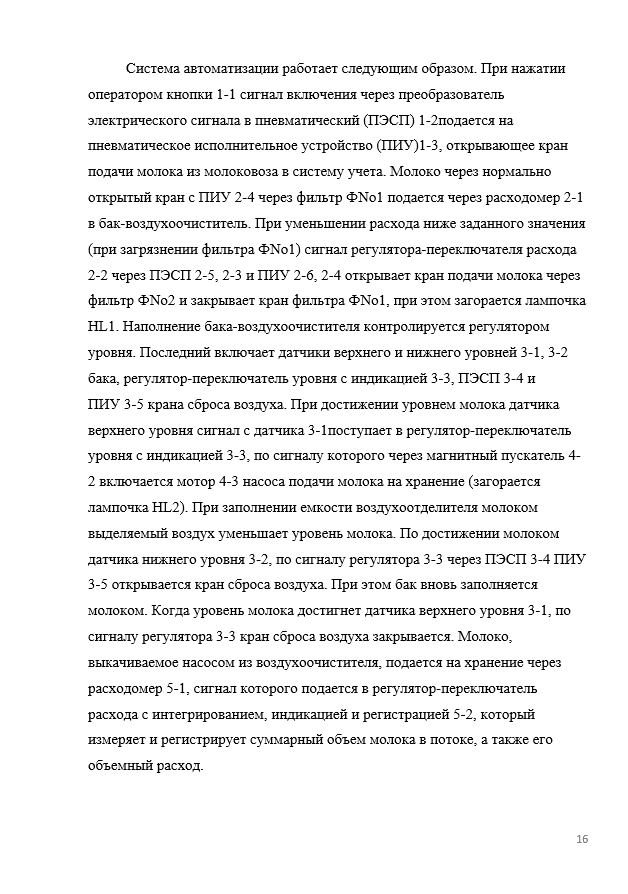 Система автоматизации работает следующим образом. При нажатии
оператором кнопки 1-1 сигнал включения через преобразователь
электрического сигнала в пневматический (ПЭСП) 1-2подается на
пневматическое исполнительное устройство (ПИУ)1-3, открывающее кран
подачи молока из молоковоза в систему учета. Молоко через нормально
открытый кран с ПИУ 2-4 через фильтр ФNo1 подается через расходомер 2-1
в бак-воздухоочиститель. При уменьшении расхода ниже заданного значения
(при загрязнении фильтра ФNo1) сигнал регулятора-переключателя расхода
2-2 через ПЭСП 2-5, 2-3 и ПИУ 2-6, 2-4 открывает кран подачи молока через
фильтр ФNo2 и закрывает кран фильтра ФNo1, при этом загорается лампочка
HL1. Наполнение бака-воздухоочистителя контролируется регулятором
уровня. Последний включает датчики верхнего и нижнего уровней 3-1, 3-2
бака, регулятор-переключатель уровня с индикацией 3-3, ПЭСП 3-4 и
ПИУ 3-5 крана сброса воздуха. При достижении уровнем молока датчика
верхнего уровня сигнал с датчика 3-1поступает в регулятор-переключатель
уровня с индикацией 3-3, по сигналу которого через магнитный пускатель 4-
2 включается мотор 4-3 насоса подачи молока на хранение (загорается
лампочка HL2). При заполнении емкости воздухоотделителя молоком
выделяемый воздух уменьшает уровень молока. По достижении молоком
датчика нижнего уровня 3-2, по сигналу регулятора 3-3 через ПЭСП 3-4 ПИУ
3-5 открывается кран сброса воздуха. При этом бак вновь заполняется
молоком. Когда уровень молока достигнет датчика верхнего уровня 3-1, по
сигналу регулятора 3-3 кран сброса воздуха закрывается. Молоко,
выкачиваемое насосом из воздухоочистителя, подается на хранение через
расходомер 5-1, сигнал которого подается в регулятор-переключатель
расхода с интегрированием, индикацией и регистрацией 5-2, который
измеряет и регистрирует суммарный объем молока в потоке, а также его
объемный расход.
16